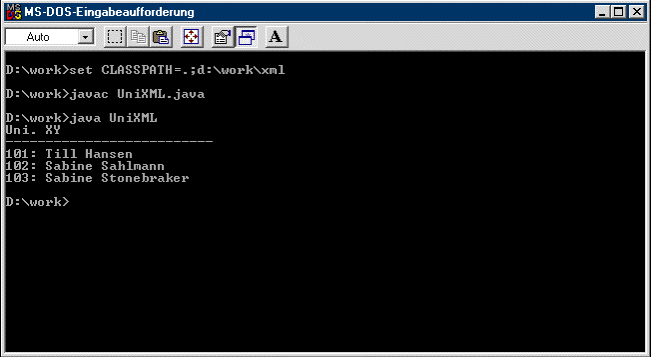 MS-DOS-Eingabeaufforderung
Auto
A
D:\work>set CLASSPATH=.;d:\work\xml
D:\work>javac UniXML.java
D:\work>java UniXML
Uni. XY
--------------------------
101: Till Hansen
102: Sabine Sahlmann
103: Sabine Stonebraker
D:\work>